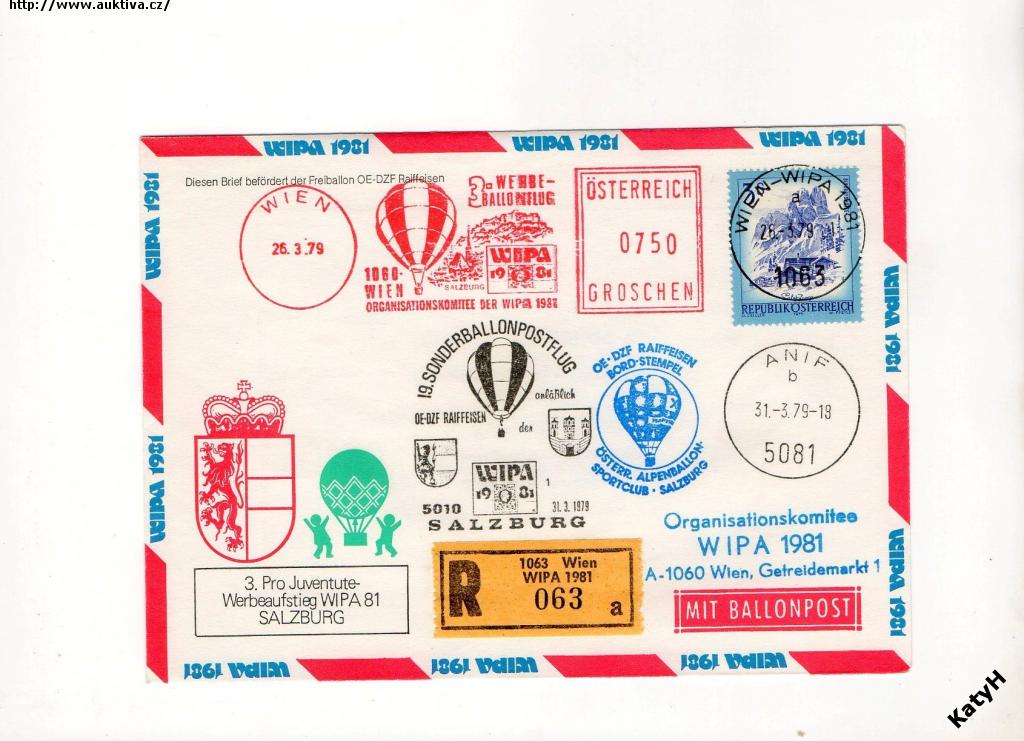 http://www.auktiva.cz/
WIPA 1981
WIPA 1981
WIPA 1981
Diesen Brief befördert der Freiballon OE-DZF Raiffeisen
WIEN
26.3.79
3. WERBE-
BALLONFLUG
SALZBURG
WIPA
1981
1060-
WIEN
ORGANISATIONSKOMITEE DER WIPA 1981
ÖSTERREICH
0750
GROSCHEN
WIEN-WIPA 1981
a
26.-3.79
1063
REPUBLIK ÖSTERREICH
WIPA 1981
WIPA 1981
WIPA 1981
19. SONDERBALLONPOSTFLUG
OE-DZF RAIFFEISEN
anläßlich
der
WIPA
1981
1
5010
31.3.1979
SALZBURG
OE-DZF RAIFFEISEN
BORD-STEMPEL
ÖSTERR. ALPENBALLON-
SPORTCLUB · SALZBURG
ANIF
b
31.-3.79-18
5081
WIPA 1981
WIPA 1981
3. Pro Juventute-
Werbeaufstieg WIPA 81
SALZBURG
R
1063 Wien
WIPA 1981
063
a
Organisationskomitee
WIPA 1981
A-1060 Wien, Getreidemarkt 1
MIT BALLONPOST
WIPA 1981
WIPA 1981
WIPA 1981
KatyH